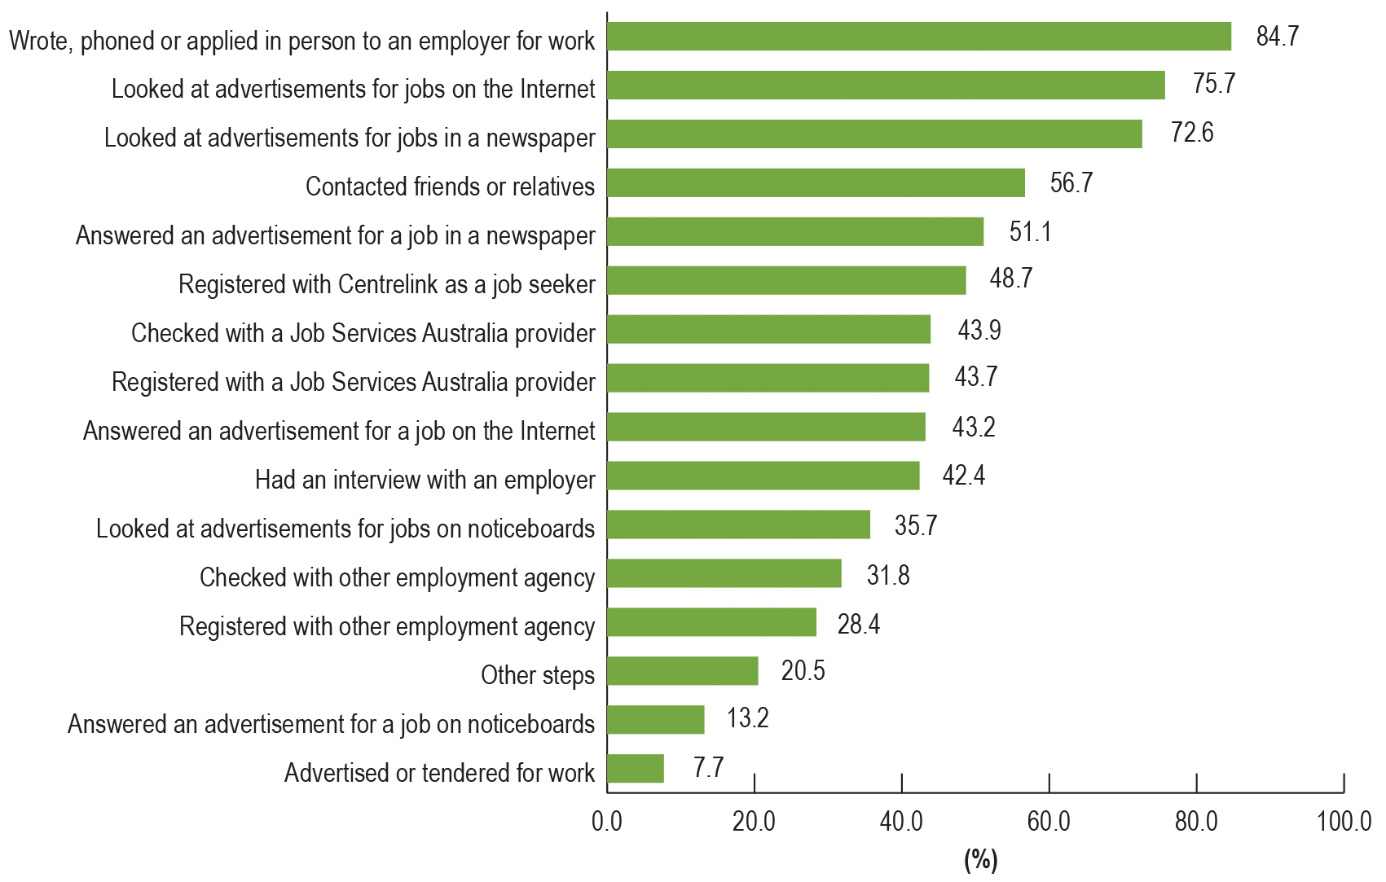 Wrote, phoned or applied in person to an employer for work 84.7
Looked at advertisements for jobs on the Internet 75.7
Looked at advertisements for jobs in a newspaper 72.6
Contacted friends or relatives 56.7
Answered an advertisement for a job in a newspaper 51.1
Registered with Centrelink as a job seeker 48.7
Checked with a Job Services Australia provider 43.9
Registered with a Job Services Australia provider 43.7
Answered an advertisement for a job on the Internet 43.2
Had an interview with an employer 42.4
Looked at advertisements for jobs on noticeboards 35.7
Checked with other employment agency 31.8
Registered with other employment agency 28.4
Other steps 20.5
Answered an advertisement for a job on noticeboards 13.2
Advertised or tendered for work 7.7
0.0 20.0 40.0 60.0 80.0 100.0
(%)